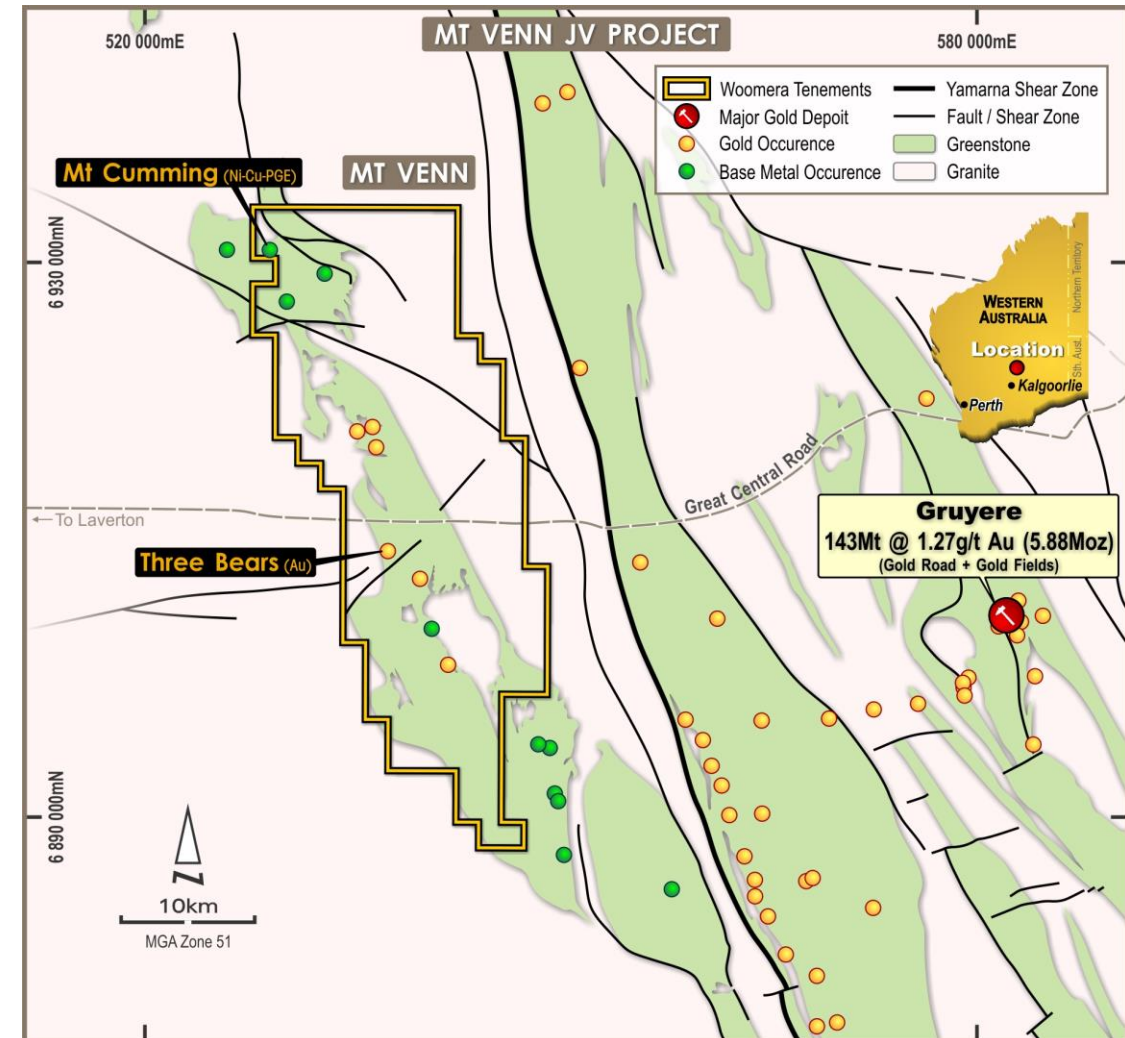 MT VENN JV PROJECT
520 000mE
580 000mE
Woomera Tenements
Major Gold Depoit
Gold Occurence
Base Metal Occurence
Yamarna Shear Zone
Fault / Shear Zone
Greenstone
Granite
Mt Cumming (Ni-Cu-PGE)
MT VENN
6 930 000mN
WESTERN
AUSTRALIA
Northern Territory
Sth. Aust.
Location
Kalgoorlie
Perth
Great Central Road
←To Laverton
Gruyere
143Mt @ 1.27g/t Au (5.88Moz)
(Gold Road + Gold Fields)
Three Bears (Au)
6 890 000mN
N
10km
MGA Zone 51